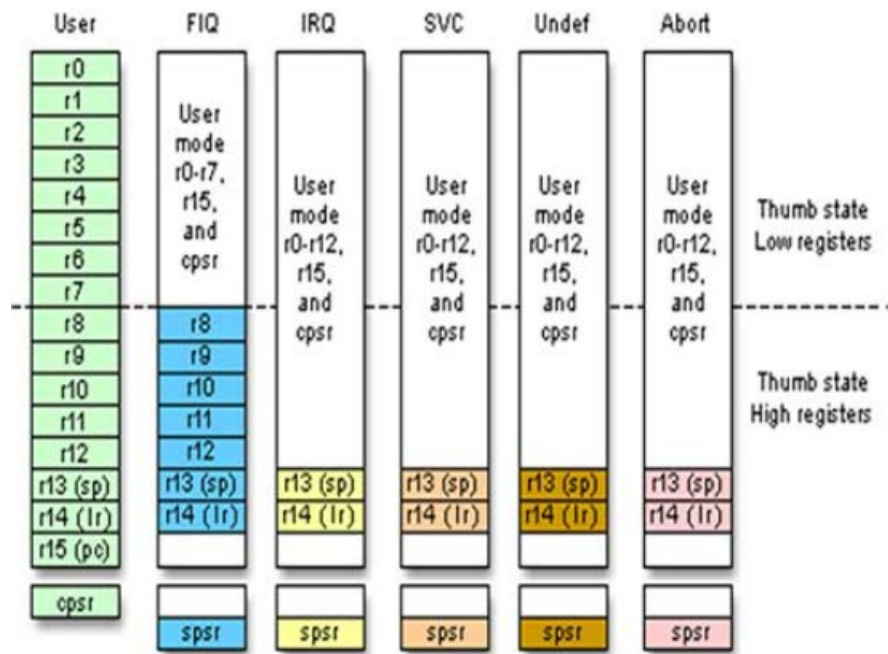 User FIQ IRQ SVC Undef Abort
r0
r1
r2
r3
r4
r5
r6
r7
r8
r9
r10
r11
r12
r13 (sp)
r14 (lr)
r15 (pc)
cpsr
User
mode
r0-r7,
r15,
and
cpsr
r8
r9
r10
r11
r12
r13 (sp)
r14 (lr)
spsr
User
mode
r0-r12,
r15,
and
cpsr
r13 (sp)
r14 (lr)
spsr
User
mode
r0-r12,
r15,
and
cpsr
r13 (sp)
r14 (lr)
spsr
User
mode
r0-r12,
r15,
and
cpsr
r13 (sp)
r14 (lr)
spsr
User
mode
r0-r12,
r15,
and
cpsr
r13 (sp)
r14 (lr)
spsr
Thumb state
Low registers
Thumb state
High registers